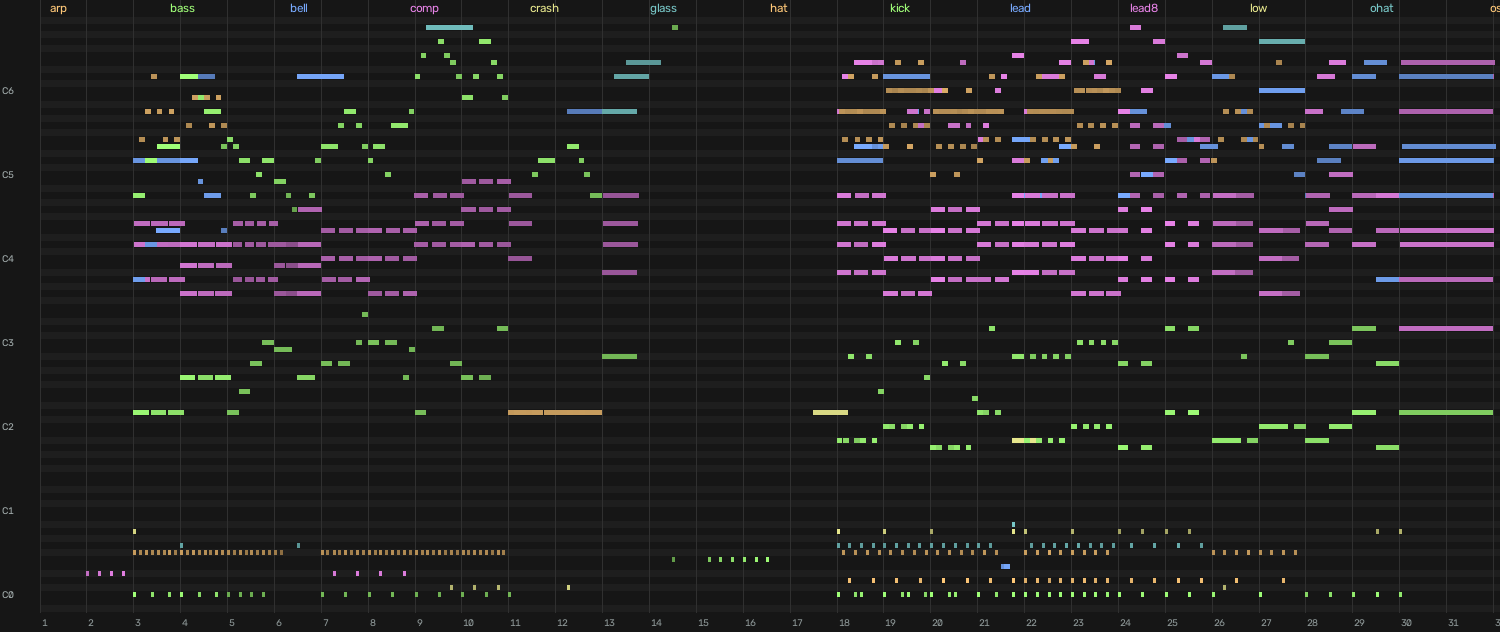 arp bass bell comp crash glass hat kick lead lead8 low ohat os
C6
C5
C4
C3
C2
C1
C0
1 2 3 4 5 6 7 8 9 10 11 12 13 14 15 16 17 18 19 20 21 22 23 24 25 26 27 28 29 30 31 3